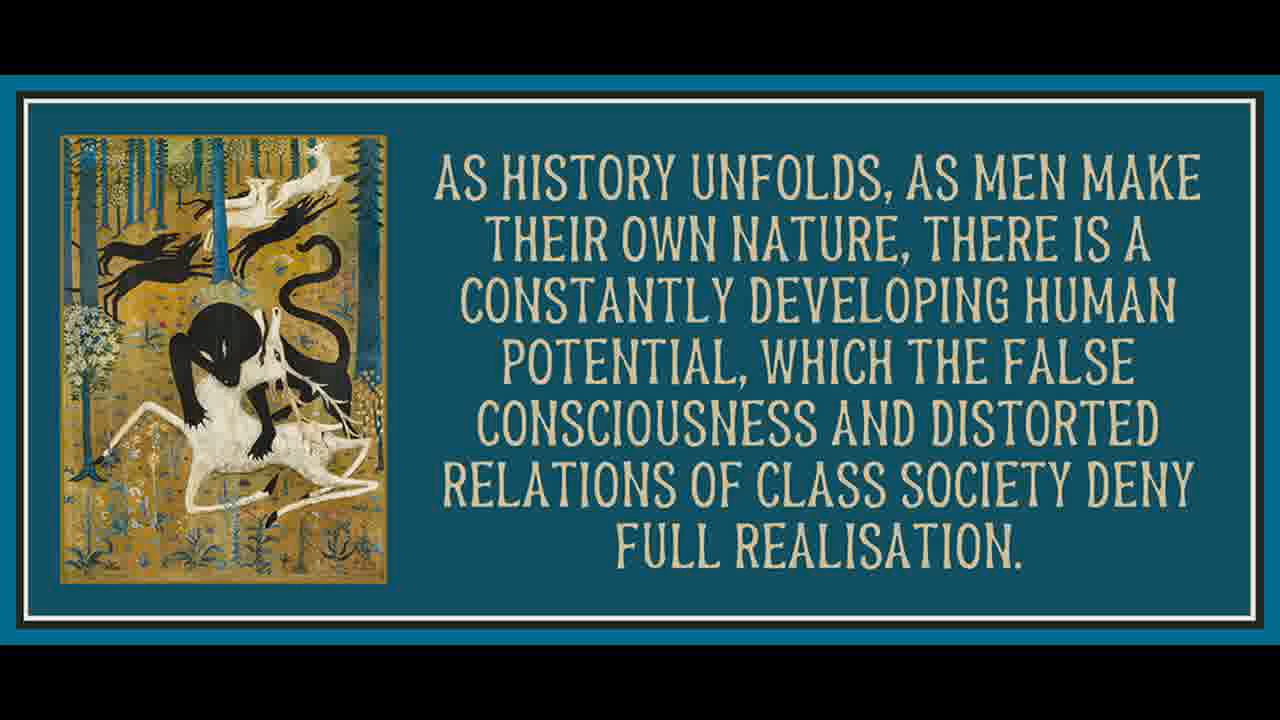 AS HISTORY UNFOLDS, AS MEN MAKE
THEIR OWN NATURE, THERE IS A
CONSTANTLY DEVELOPING HUMAN
POTENTIAL, WHICH THE FALSE
CONSCIOUSNESS AND DISTORTED
RELATIONS OF CLASS SOCIETY DENY
FULL REALISATION.